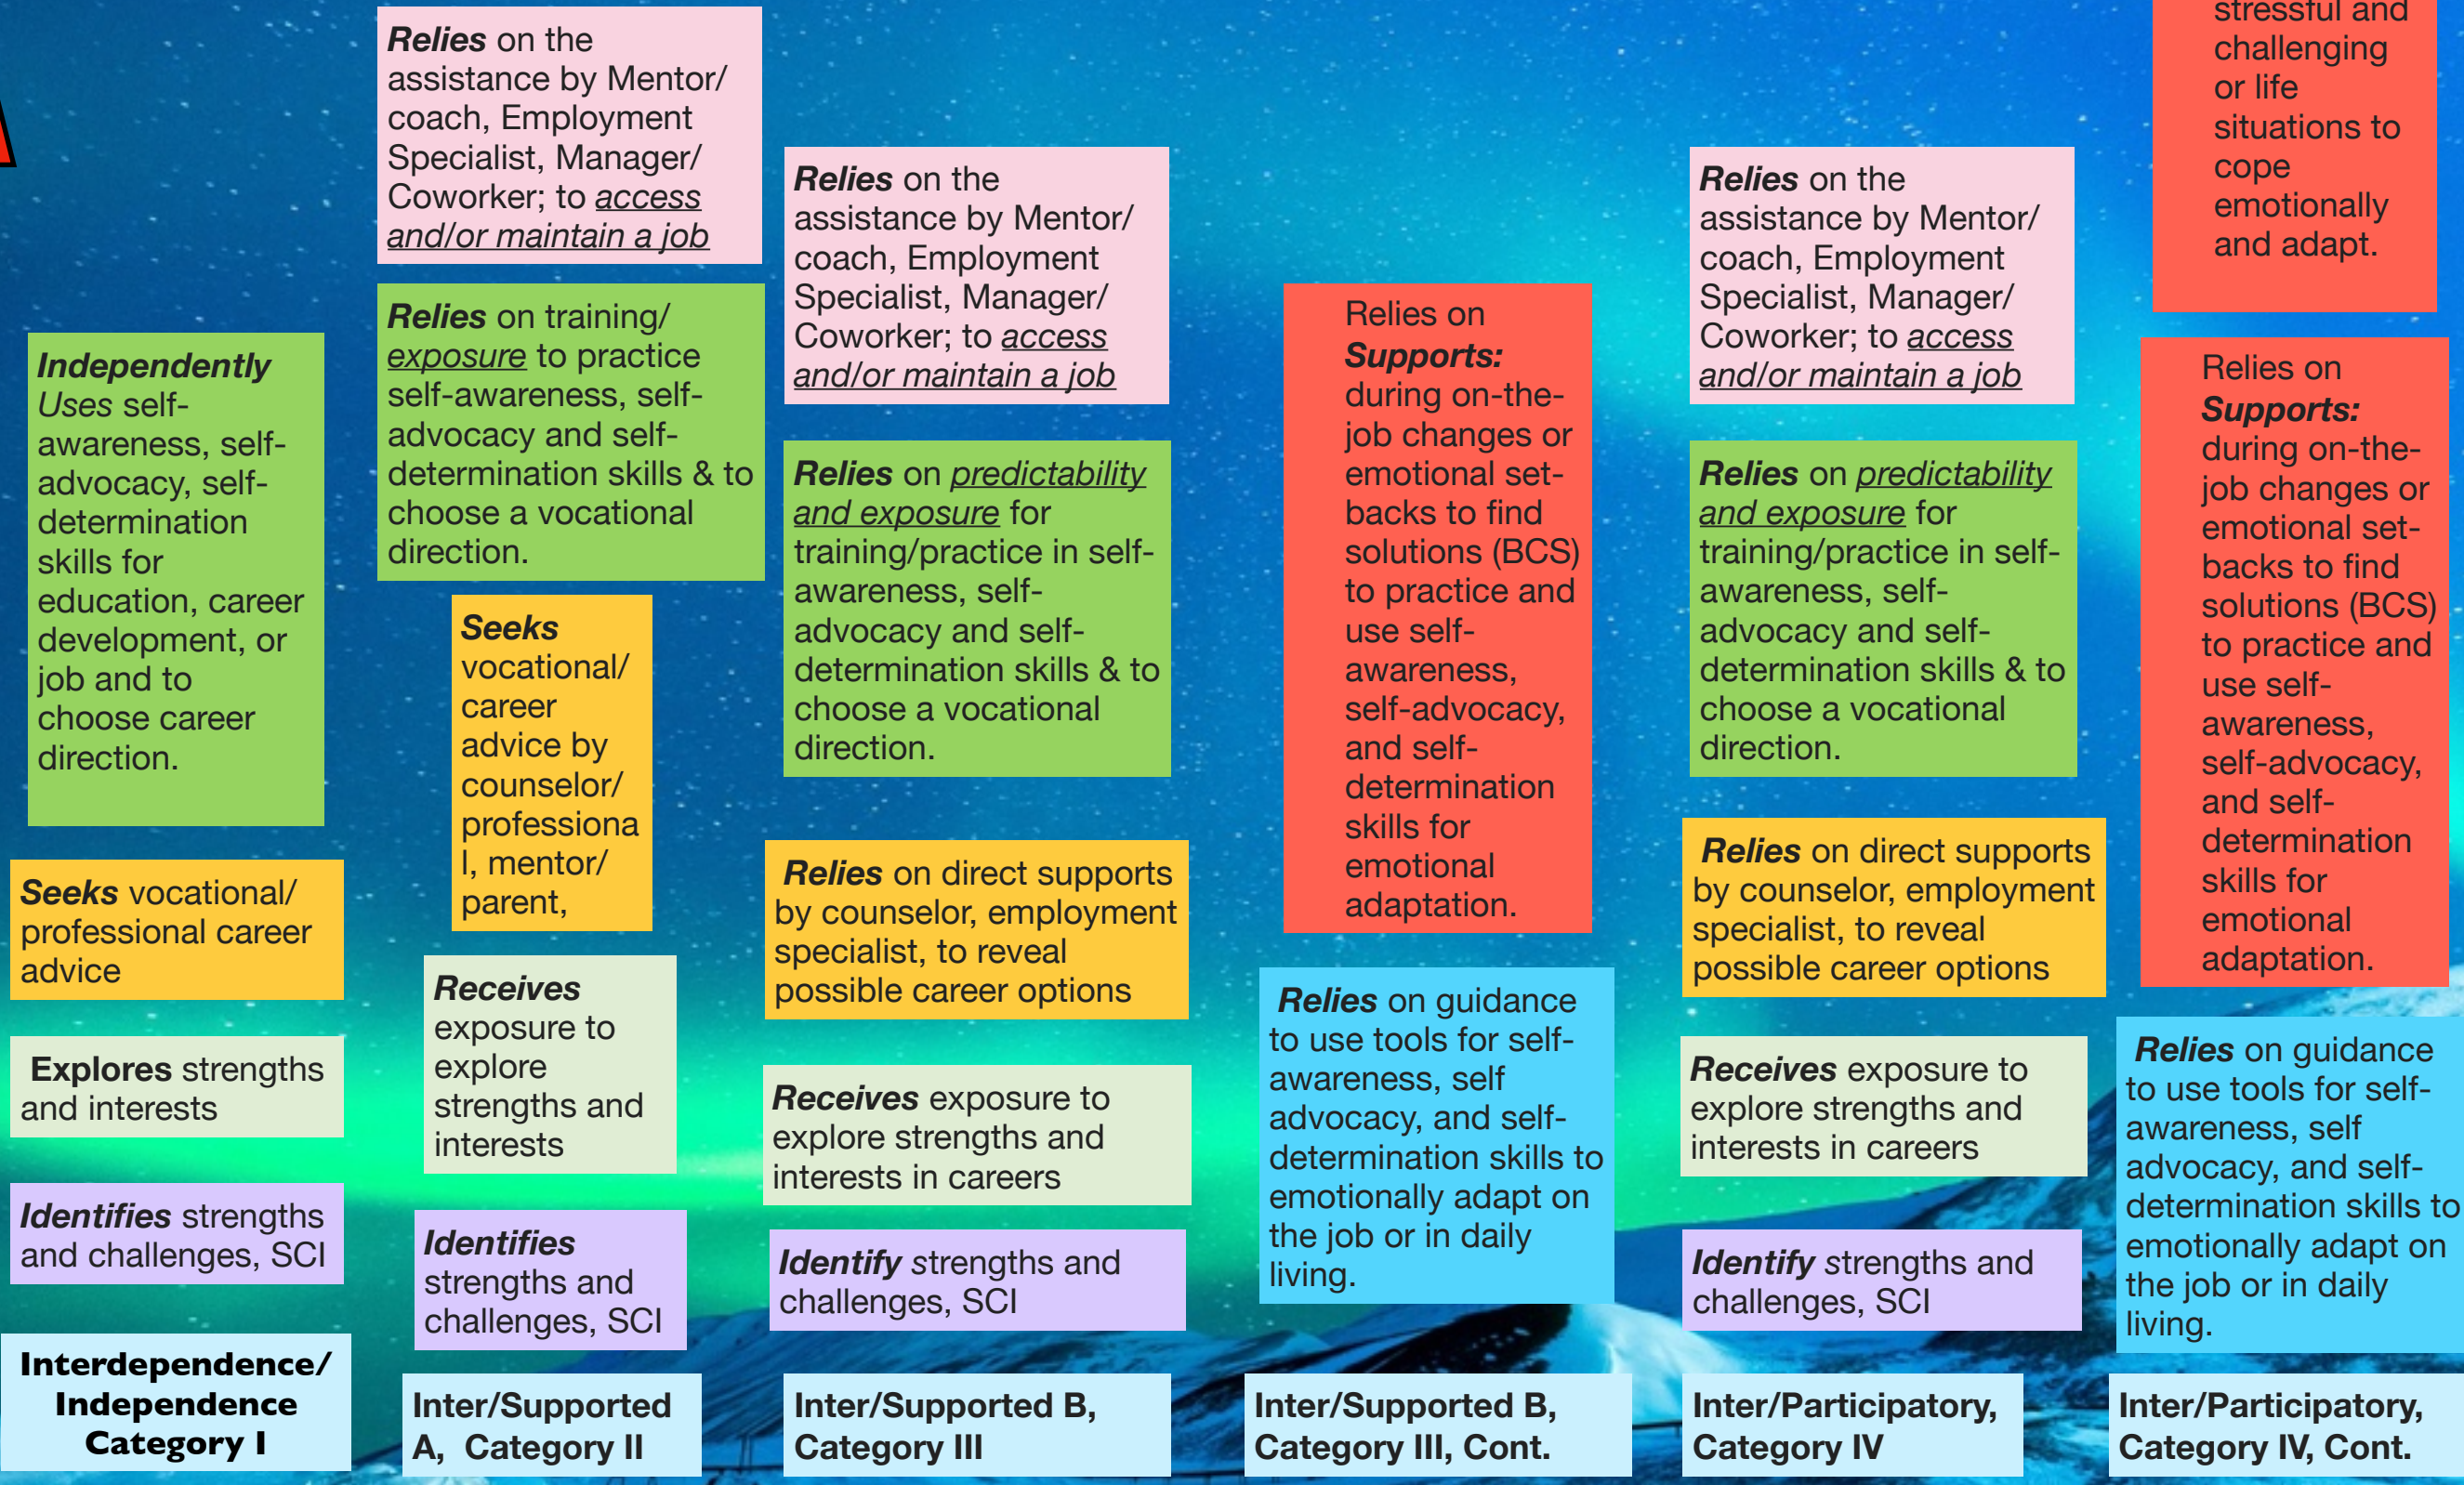 Relies on the
assistance by Mentor/
coach, Employment
Specialist, Manager/
Coworker; to access
and/or maintain a job
Relies on training/
exposure to practice
self-awareness, self-
advocacy and self-
determination skills & to
choose a vocational
direction.
Independently
Uses self-
awareness, self-
advocacy, self-
determination
skills for
education, career
development, or
job and to
choose career
direction.
Seeks vocational/
professional career
advice
Explores strengths
and interests
Identifies strengths
and challenges, SCI
Interdependence/
Independence
Category I
Seeks
vocational/
career
advice by
counselor/
professiona
l, mentor/
parent,
Receives
exposure to
explore
strengths and
interests
Identifies
strengths and
challenges, SCI
Inter/Supported
A, Category II
Relies on the
assistance by Mentor/
coach, Employment
Specialist, Manager/
Coworker; to access
and/or maintain a job
Relies on predictability
and exposure for
training/practice in self-
awareness, self-
advocacy and self-
determination skills & to
choose a vocational
direction.
Relies on direct supports
by counselor, employment
specialist, to reveal
possible career options
Receives exposure to
explore strengths and
interests in careers
Identify strengths and
challenges, SCI
Inter/Supported B,
Category III
Relies on
Supports:
during on-the-
job changes or
emotional set-
backs to find
solutions (BCS)
to practice and
use self-
awareness,
self-advocacy,
and self-
determination
skills for
emotional
adaptation.
Relies on guidance
to use tools for self-
awareness, self
advocacy, and self-
determination skills to
emotionally adapt on
the job or in daily
living.
Inter/Supported B,
Category III, Cont.
Relies on the
assistance by Mentor/
coach, Employment
Specialist, Manager/
Coworker; to access
and/or maintain a job
Relies on predictability
and exposure for
training/practice in self-
awareness, self-
advocacy and self-
determination skills & to
choose a vocational
direction.
Relies on direct supports
by counselor, employment
specialist, to reveal
possible career options
Receives exposure to
explore strengths and
interests in careers
Identify strengths and
challenges, SCI
Inter/Participatory,
Category IV
stressful and
challenging
or life
situations to
cope
emotionally
and adapt.
Relies on
Supports:
during on-the-
job changes or
emotional set-
backs to find
solutions (BCS)
to practice and
use self-
awareness,
self-advocacy,
and self-
determination
skills for
emotional
adaptation.
Relies on guidance
to use tools for self-
awareness, self
advocacy, and self-
determination skills to
emotionally adapt on
the job or in daily
living.
Inter/Participatory,
Category IV, Cont.